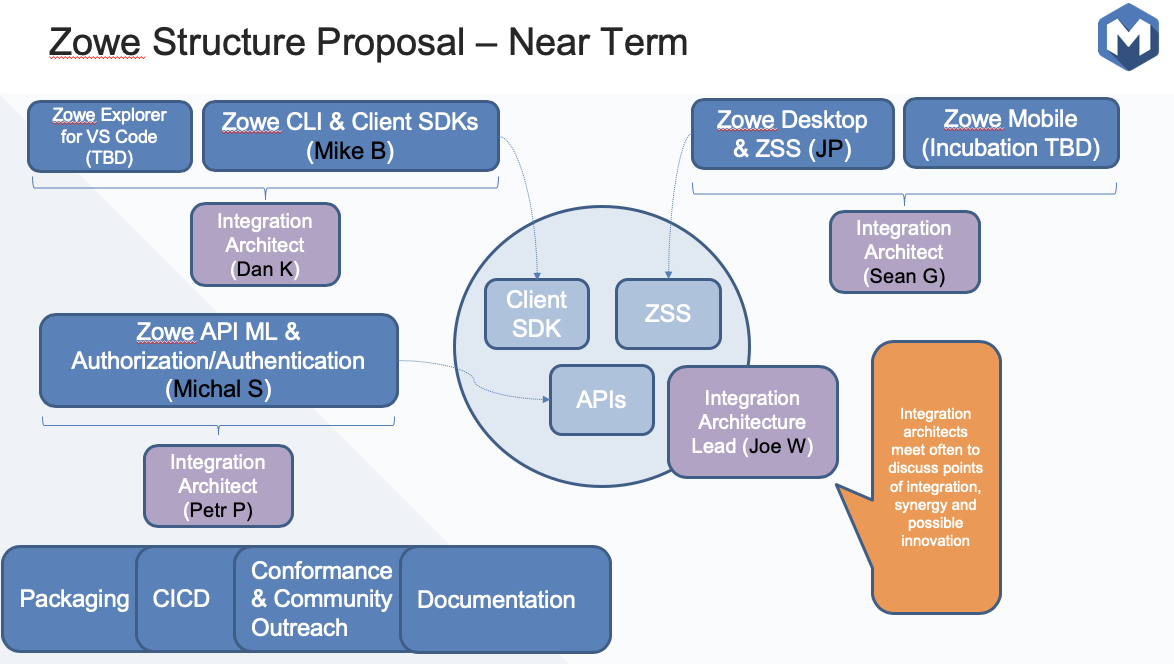 Zowe Structure Proposal – Near Term
M
Zowe Explorer
for VS Code
(TBD)
Zowe CLI & Client SDKs
(Mike B)
Zowe Desktop
& ZSS (JP)
Zowe Mobile
(Incubation TBD)
Integration
Architect
(Dan K)
Integration
Architect
(Sean G)
Client
SDK
ZSS
Zowe API ML &
Authorization/Authentication
(Michal S)
APIs
Integration
Architecture
Lead (Joe W)
Integration
architects
meet often to
discuss points
of integration,
synergy and
possible
innovation
Integration
Architect
(Petr P)
Packaging
CICD
Conformance
& Community
Outreach
Documentation